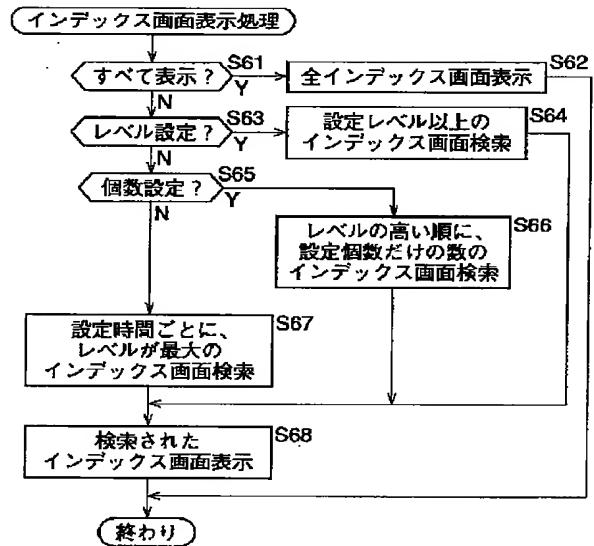 インデックス画面表示処理
すべて表示？
S61
Y
全インデックス画面表示
S62
N
レベル設定？
S63
Y
設定レベル以上の
インデックス画面検索
S64
N
個数設定？
S65
Y
N
レベルの高い順に、
設定個数だけの数の
インデックス画面検索
S66
設定時間ごとに、
レベルが最大の
インデックス画面検索
S67
検索された
インデックス画面表示
S68
終わり